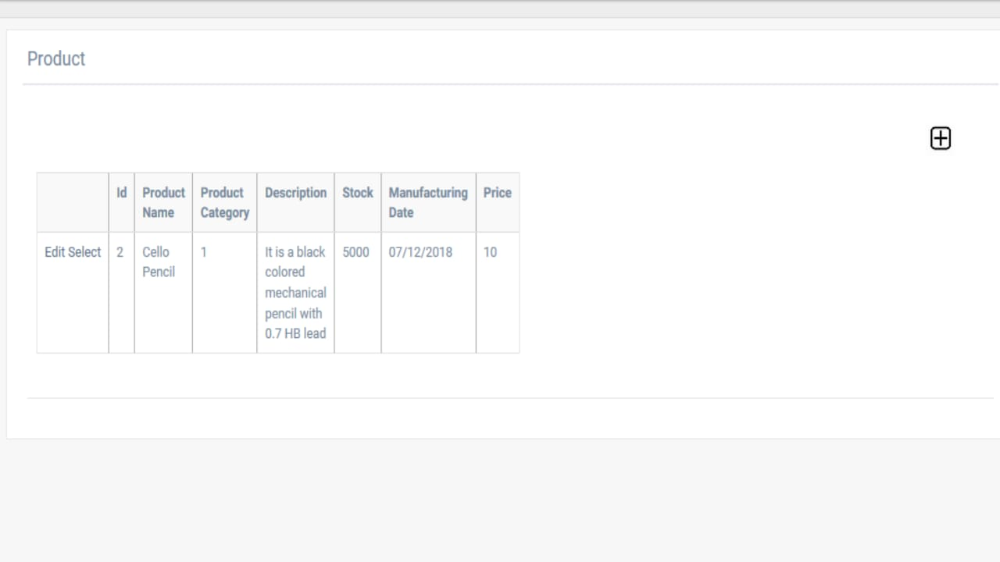 Product
Id Product Name Product Category Description Stock Manufacturing Date Price
Edit Select 2 Cello Pencil 1 It is a black colored mechanical pencil with 0.7 HB lead 5000 07/12/2018 10